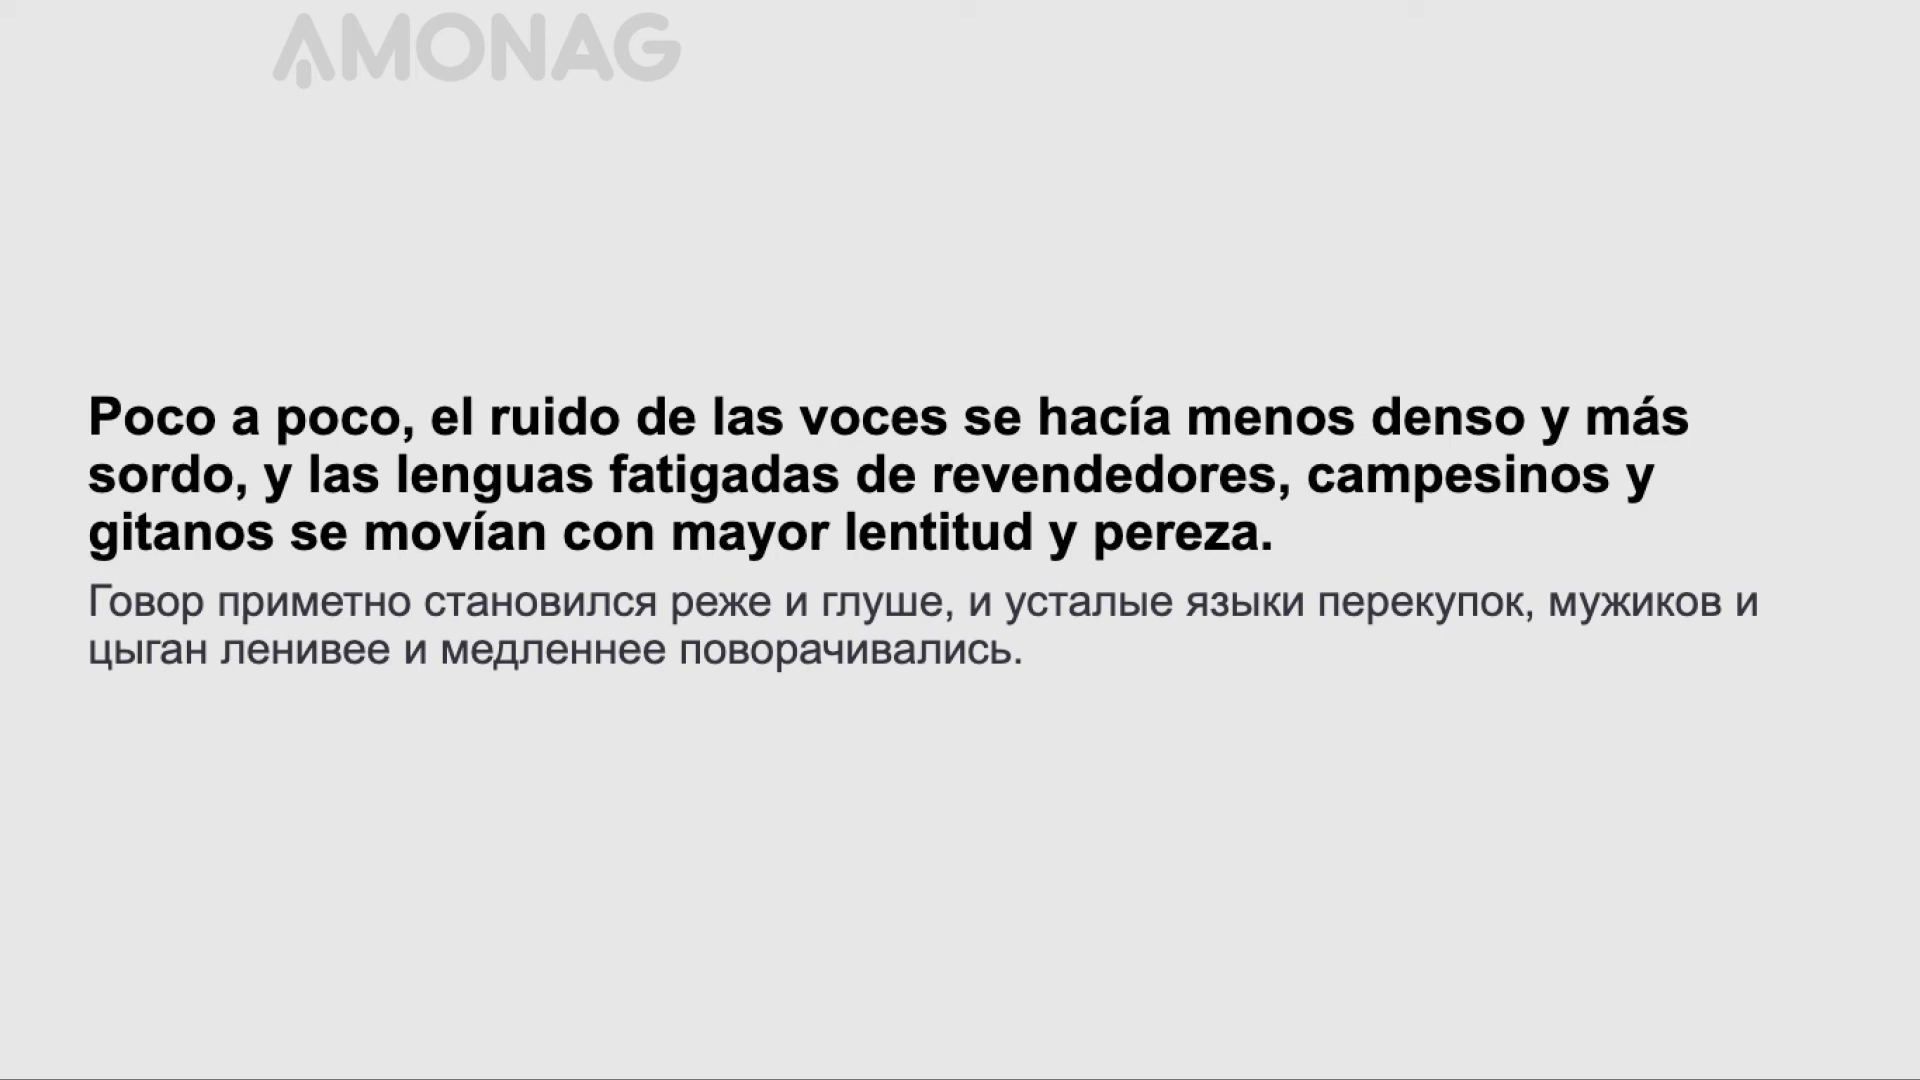 AMONAG
Poco a poco, el ruido de las voces se hacía menos denso y más
sordo, y las lenguas fatigadas de revendedores, campesinos y
gitanos se movían con mayor lentitud y pereza.
Говор приметно становился реже и глуше, и усталые языки перекупок, мужиков и
цыган ленивее и медленнее поворачивались.